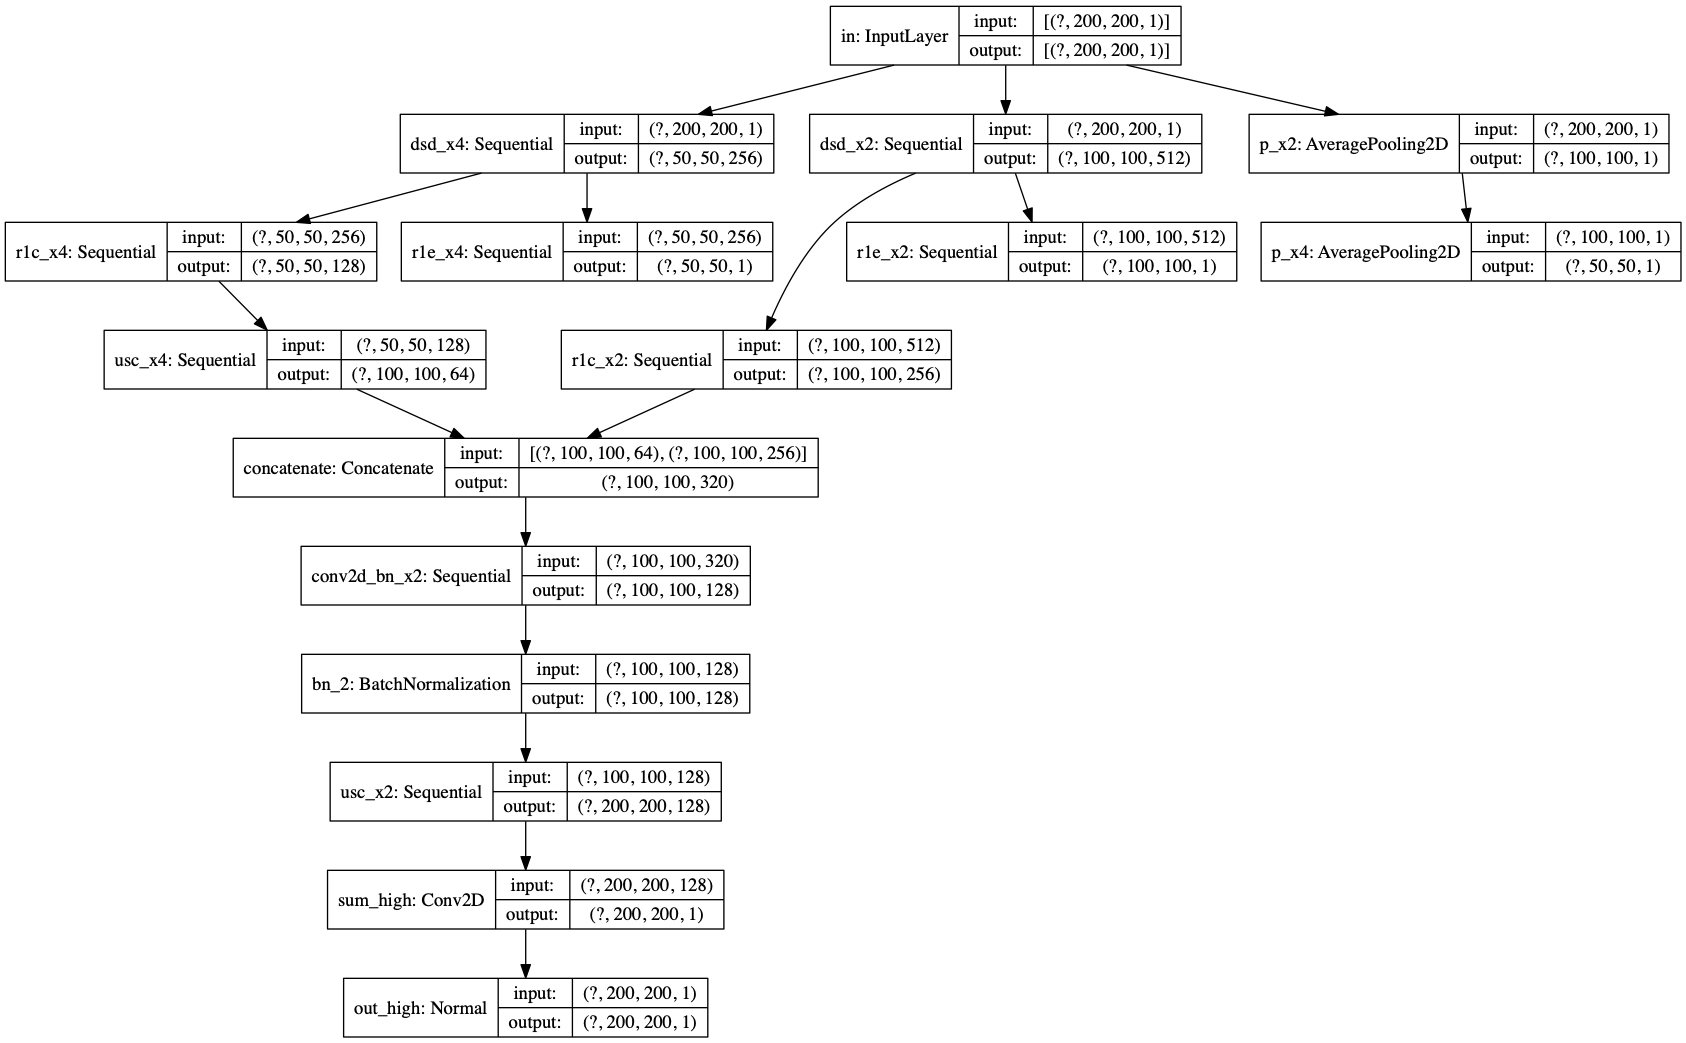 in: InputLayer
input: [(?, 200, 200, 1)]
output: [(?, 200, 200, 1)]
dsd_x4: Sequential
input: (?, 200, 200, 1)
output: (?, 50, 50, 256)
dsd_x2: Sequential
input: (?, 200, 200, 1)
output: (?, 100, 100, 512)
p_x2: AveragePooling2D
input: (?, 200, 200, 1)
output: (?, 100, 100, 1)
r1c_x4: Sequential
input: (?, 50, 50, 256)
output: (?, 50, 50, 128)
r1e_x4: Sequential
input: (?, 50, 50, 256)
output: (?, 50, 50, 1)
r1e_x2: Sequential
input: (?, 100, 100, 512)
output: (?, 100, 100, 1)
p_x4: AveragePooling2D
input: (?, 100, 100, 1)
output: (?, 50, 50, 1)
usc_x4: Sequential
input: (?, 50, 50, 128)
output: (?, 100, 100, 64)
r1c_x2: Sequential
input: (?, 100, 100, 512)
output: (?, 100, 100, 256)
concatenate: Concatenate
input: [(?, 100, 100, 64), (?, 100, 100, 256)]
output: (?, 100, 100, 320)
conv2d_bn_x2: Sequential
input: (?, 100, 100, 320)
output: (?, 100, 100, 128)
bn_2: BatchNormalization
input: (?, 100, 100, 128)
output: (?, 100, 100, 128)
usc_x2: Sequential
input: (?, 100, 100, 128)
output: (?, 200, 200, 128)
sum_high: Conv2D
input: (?, 200, 200, 128)
output: (?, 200, 200, 1)
out_high: Normal
input: (?, 200, 200, 1)
output: (?, 200, 200, 1)